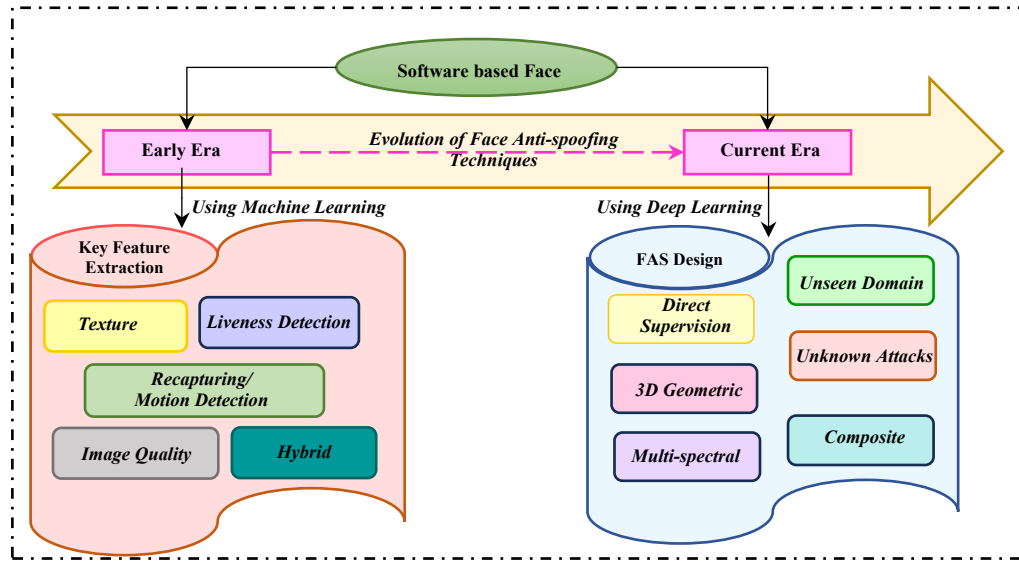 Software based Face
Early Era
Evolution of Face Anti-spoofing
Techniques
Current Era
Using Machine Learning
Using Deep Learning
Key Feature
Extraction
Texture
Liveness Detection
Recapturing/
Motion Detection
Image Quality
Hybrid
FAS Design
Unseen Domain
Direct
Supervision
Unknown Attacks
3D Geometric
Composite
Multi-spectral